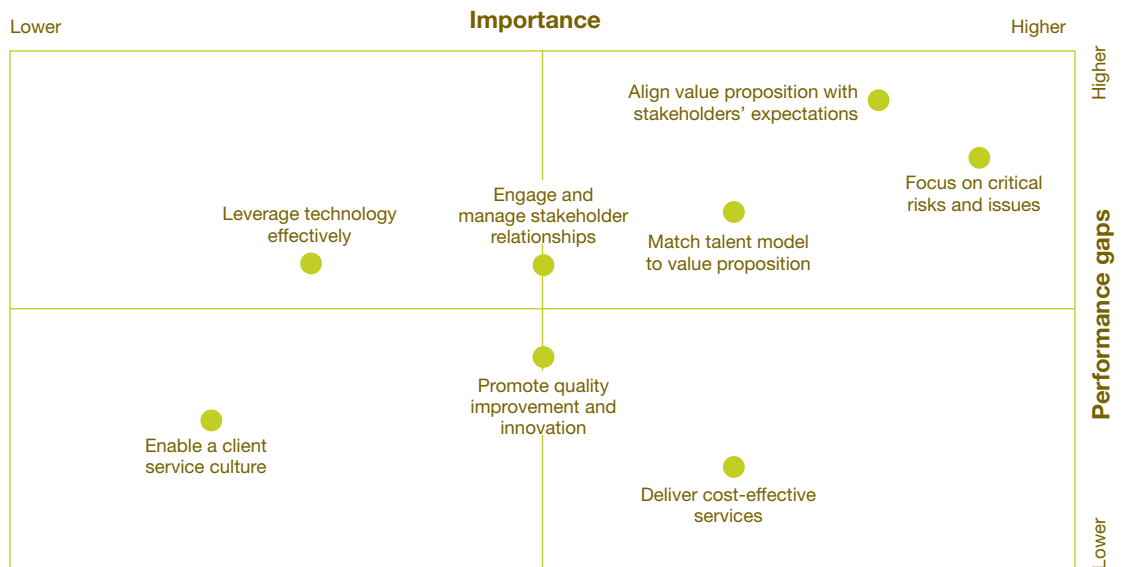 Importance
Lower
Higher
Higher
Align value proposition with
stakeholders’ expectations
Focus on critical
risks and issues
Engage and
manage stakeholder
relationships
Leverage technology
effectively
Match talent model
to value proposition
Performance gaps
Promote quality
improvement and
innovation
Enable a client
service culture
Deliver cost-effective
services
Lower